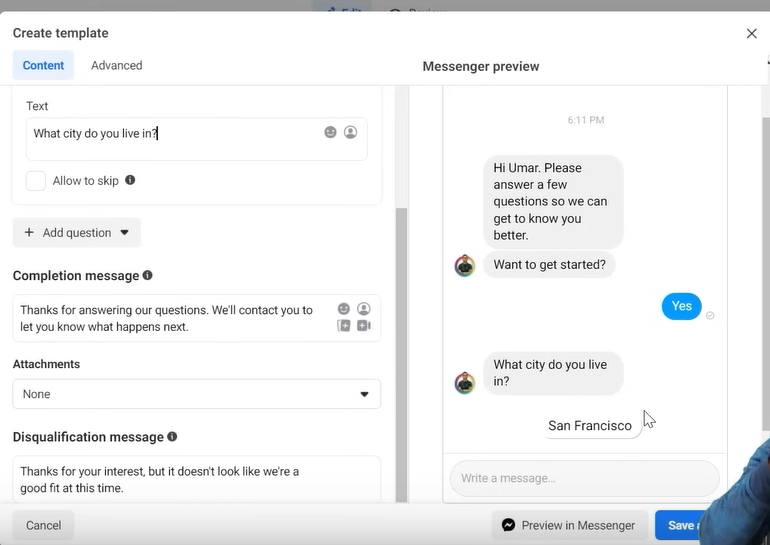 Edit
Create template
Content
Advanced
Messenger preview
Text
What city do you live in?
Allow to skip
+ Add question
Completion message
Thanks for answering our questions. We'll contact you to
let you know what happens next.
Attachments
None
Disqualification message
Thanks for your interest, but it doesn't look like we're a
good fit at this time.
Cancel
6:11 PM
Hi Umar. Please
answer a few
questions so we can
get to know you
better.
Want to get started?
Yes
What city do you live
in?
San Francisco
Write a message...
Preview in Messenger
Save